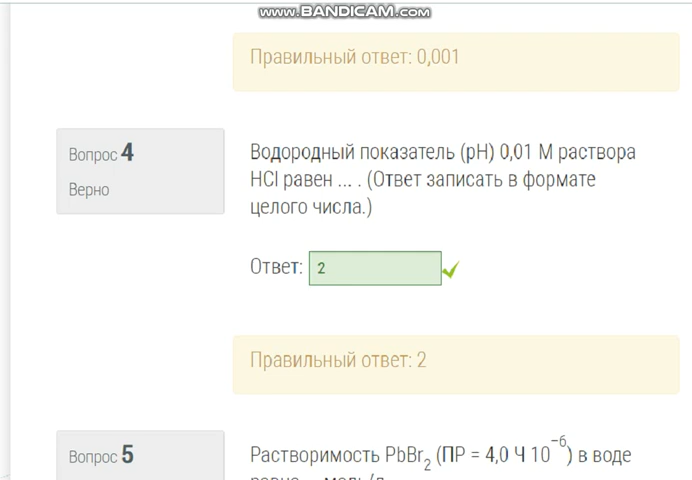 www.BANDICAM.com
Правильный ответ: 0,001
Вопрос 4
Верно
Водородный показатель (pH) 0,01 М раствора
HCl равен ... . (Ответ записать в формате
целого числа.)
Ответ: 2
Правильный ответ: 2
Вопрос 5
Растворимость PbBr₂ (ПР = 4,0 Ч 10⁻⁶) в воде